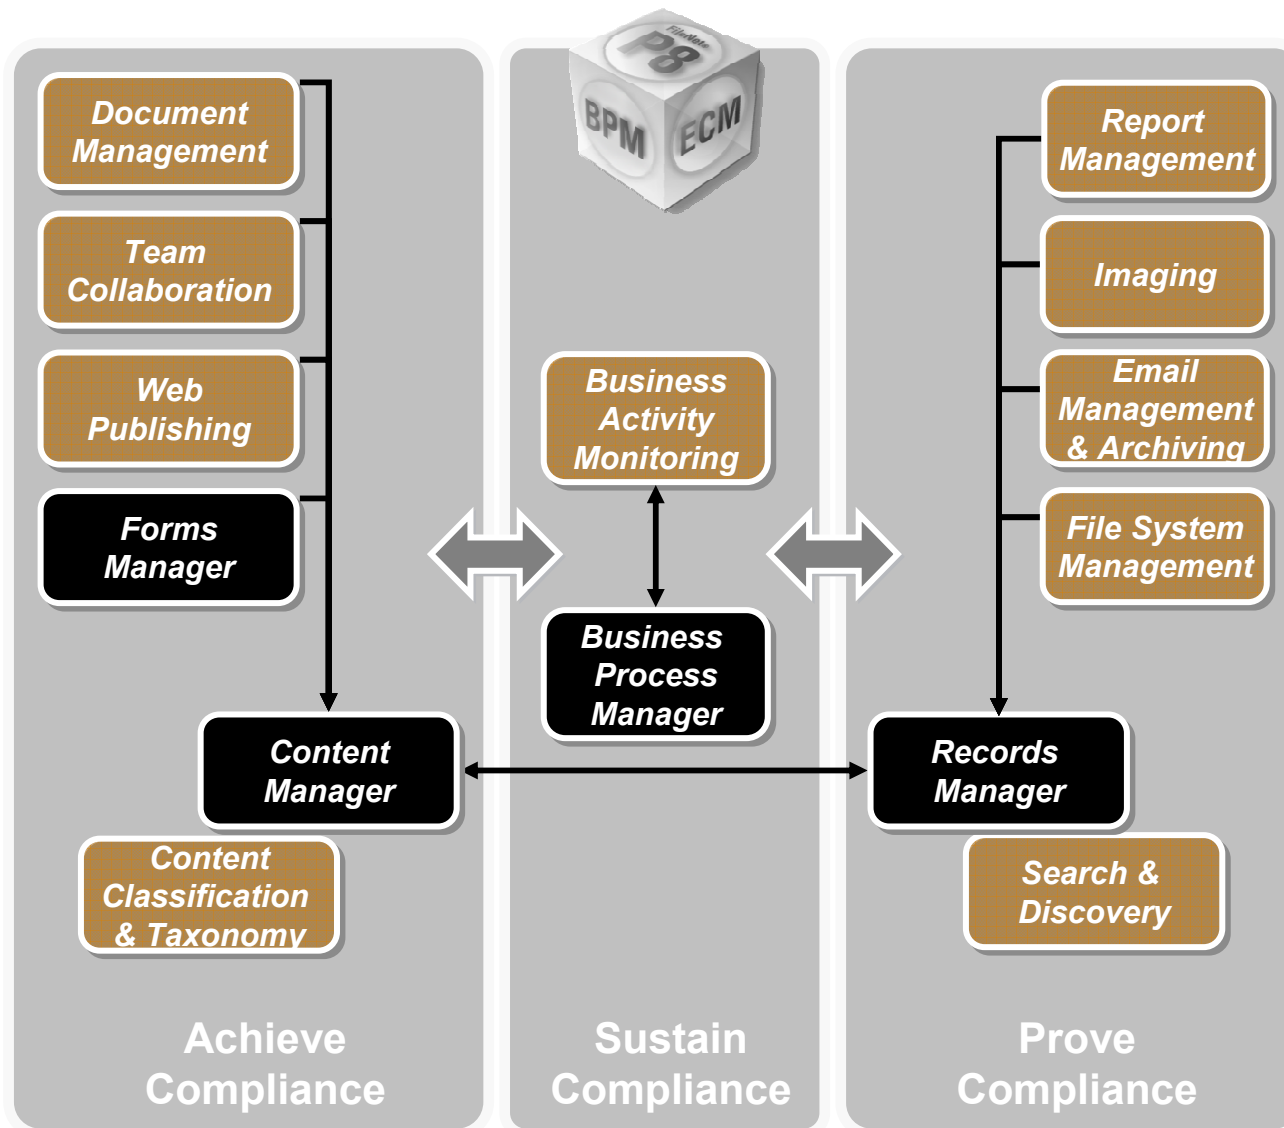 Document
Management
Team
Collaboration
Web
Publishing
Forms
Manager
Content
Manager
Content
Classification
& Taxonomy
Achieve
Compliance
FileNet
P8
BPM
ECM
Business
Activity
Monitoring
Business
Process
Manager
Sustain
Compliance
Report
Management
Imaging
Email
Management
& Archiving
File System
Management
Records
Manager
Search &
Discovery
Prove
Compliance